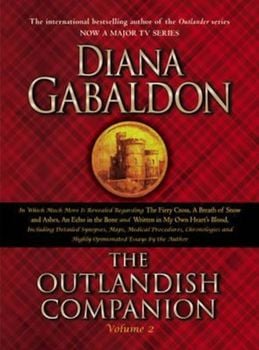 The international bestselling author of the Outlander series
NOW A MAJOR TV SERIES
DIANA
GABALDON
In Which Much More Is Revealed Regarding The Fiery Cross, A Breath of Snow
and Ashes, An Echo in the Bone and Written in My Own Heart's Blood,
Including Detailed Synopses, Maps, Medical Procedures, Chronologies and
Highly Opinionated Essays by the Author
THE
OUTLANDISH
COMPANION
Volume 2